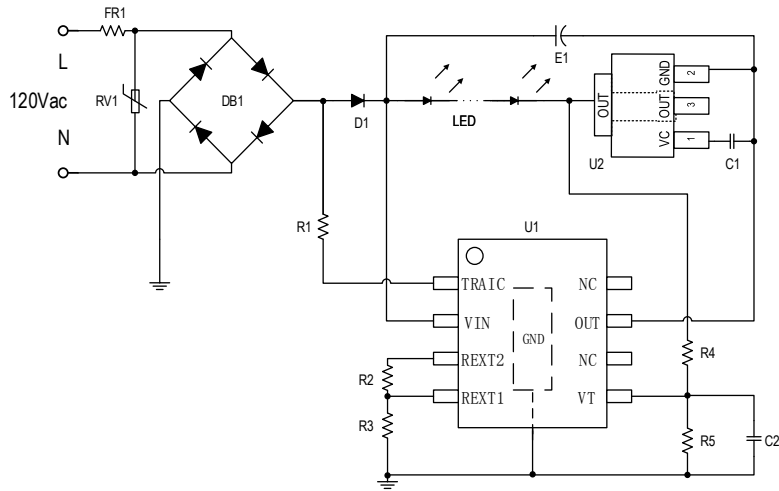 FR1
L
120Vac
N
RV1
DB1
D1
E1
LED
OUT
GND
2
OUT
3
VC
1
U2
C1
R1
U1
TRAIC
NC
VIN
OUT
GND
REXT2
NC
REXT1
VT
R2
R3
R4
R5
C2